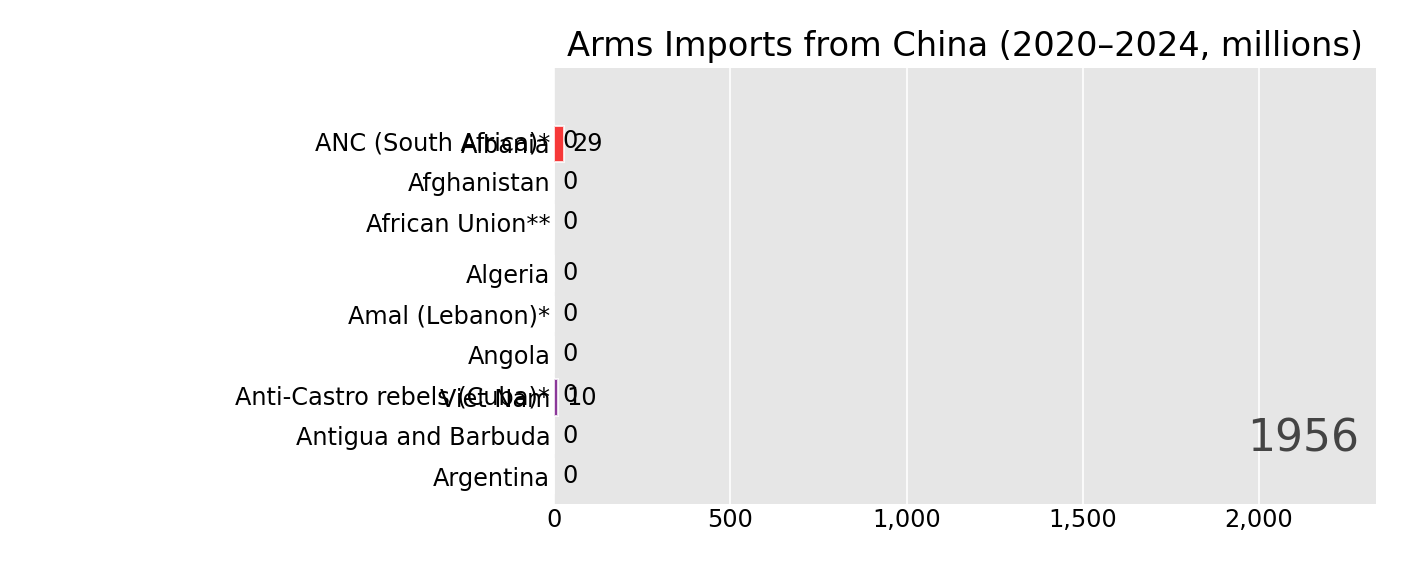 Arms Imports from China (2020–2024, millions)
ANC (South Africa)* 0
Albania 29
Afghanistan 0
African Union** 0
Algeria 0
Amal (Lebanon)* 0
Angola 0
Anti-Castro rebels (Cuba)* 0
Viet Nam 10
Antigua and Barbuda 0
1956
Argentina 0
0 500 1,000 1,500 2,000